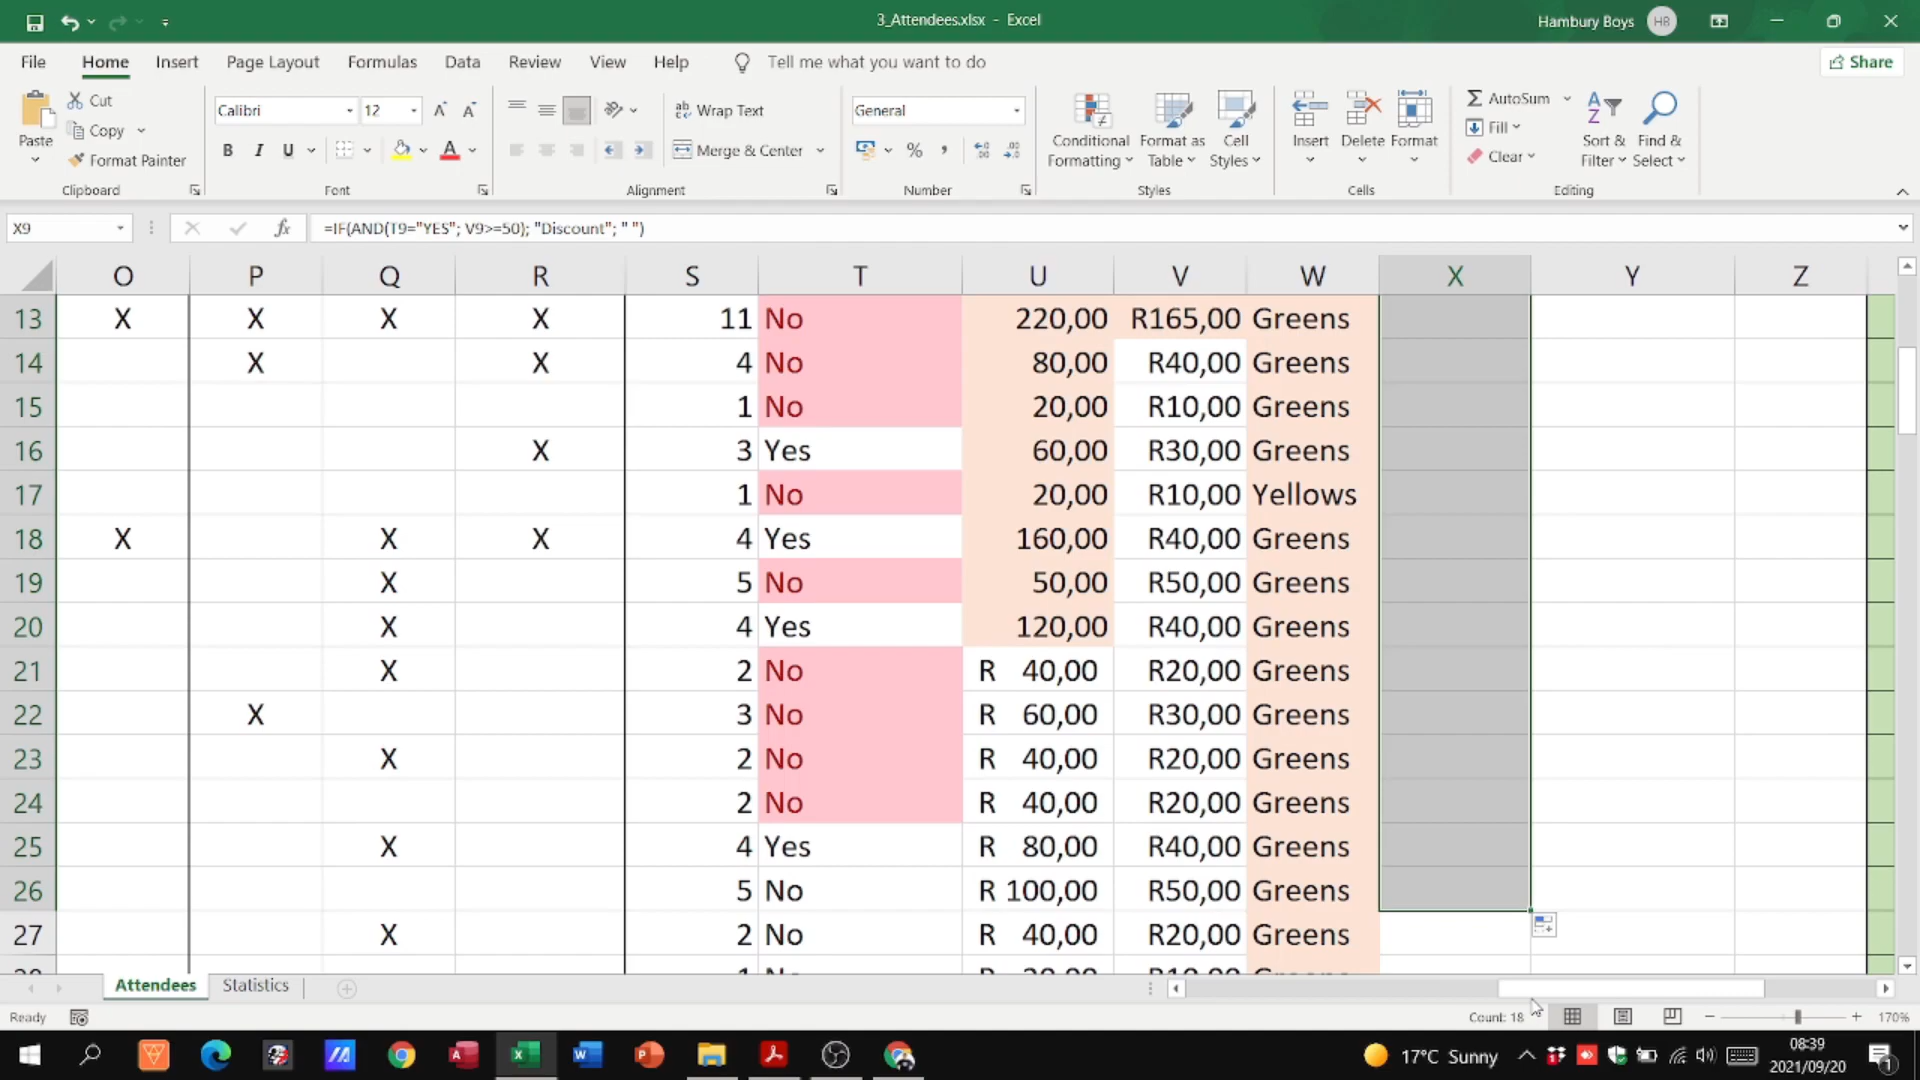 3_Attendees.xlsx - Excel
Hambury Boys HB
File Home Insert Page Layout Formulas Data Review View Help Tell me what you want to do Share
Paste
Cut
Copy
Format Painter
Clipboard
Calibri 12
B I U
Font
Wrap Text
Merge & Center
Alignment
General
Number
Conditional Formatting
Format as Table
Cell Styles
Styles
Insert Delete Format
Cells
AutoSum
Fill
Clear
Sort & Filter
Find & Select
Editing
X9 fx =IF(AND(T9="YES"; V9>=50); "Discount"; " ")
O P Q R S T U V W X Y Z
13 X X X X 11 No 220,00 R165,00 Greens
14 X X 4 No 80,00 R40,00 Greens
15 1 No 20,00 R10,00 Greens
16 X 3 Yes 60,00 R30,00 Greens
17 1 No 20,00 R10,00 Yellows
18 X X X 4 Yes 160,00 R40,00 Greens
19 X 5 No 50,00 R50,00 Greens
20 X 4 Yes 120,00 R40,00 Greens
21 X 2 No R 40,00 R20,00 Greens
22 X 3 No R 60,00 R30,00 Greens
23 X 2 No R 40,00 R20,00 Greens
24 2 No R 40,00 R20,00 Greens
25 X 4 Yes R 80,00 R40,00 Greens
26 5 No R 100,00 R50,00 Greens
27 X 2 No R 40,00 R20,00 Greens
Attendees Statistics
Ready Count: 18 170%
17°C Sunny
08:39
2021/09/20